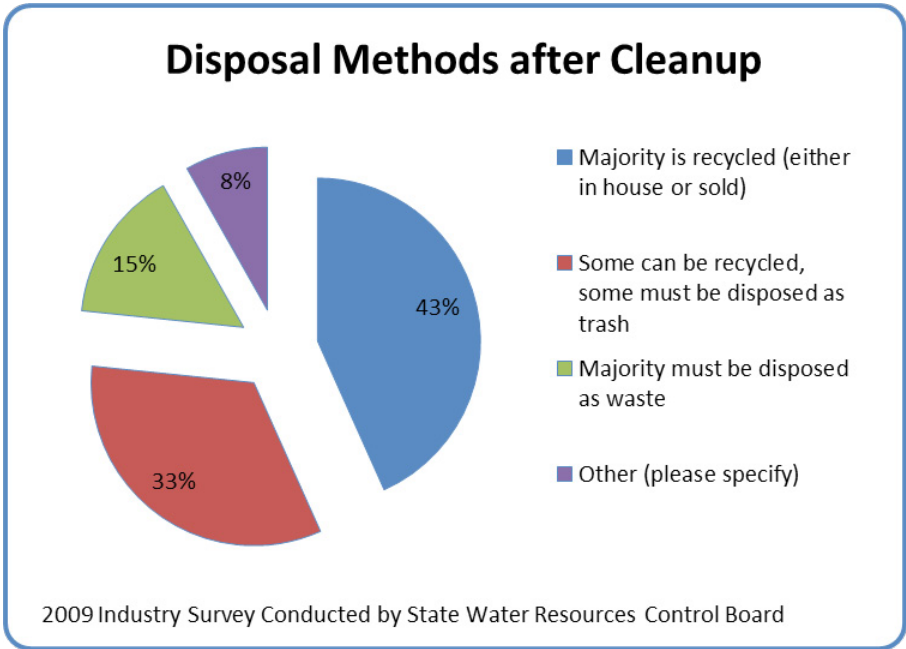 Disposal Methods after Cleanup
8%
15%
43%
33%
Majority is recycled (either
in house or sold)
Some can be recycled,
some must be disposed as
trash
Majority must be disposed
as waste
Other (please specify)
2009 Industry Survey Conducted by State Water Resources Control Board